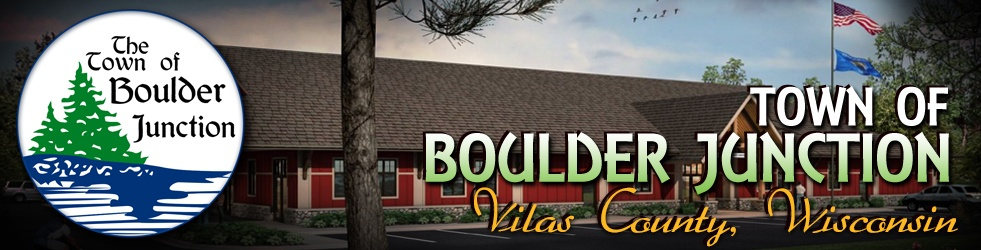 The
Town of
Boulder
Junction
TOWN OF
BOULDER JUNCTION
Vilas County, Wisconsin